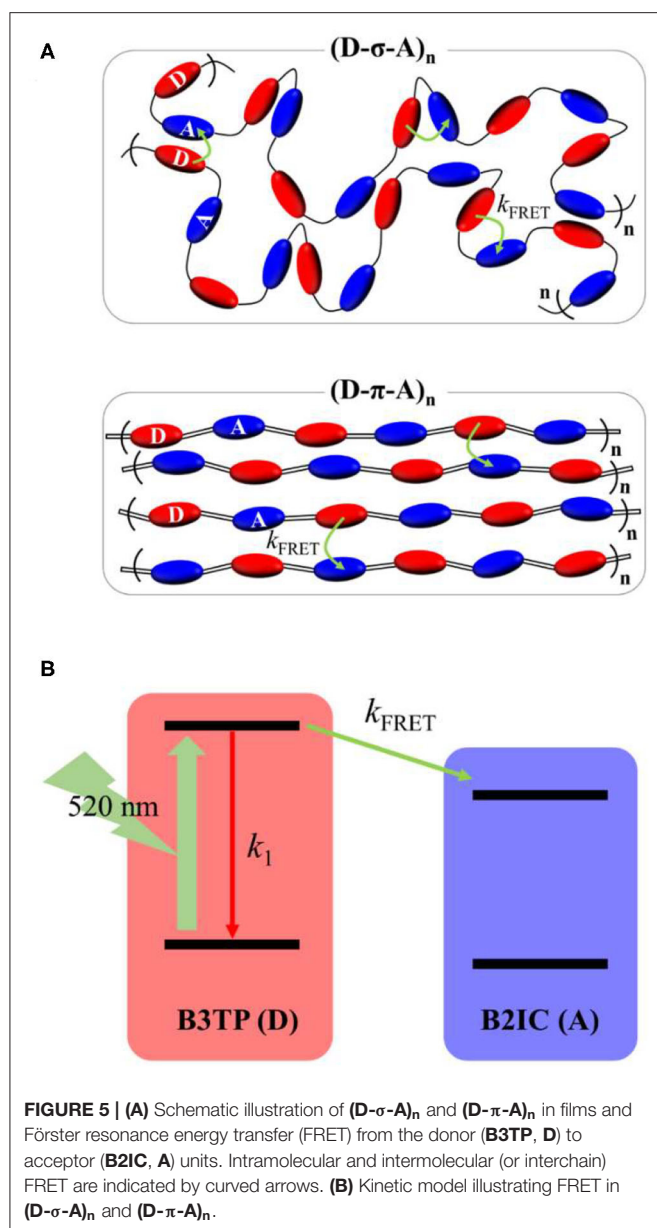 A
(D-σ-A)n
D
A
D
A
kFRET
n
n
(D-π-A)n
D
A
n
n
D
A
n
kFRET
n
B
kFRET
520 nm
k1
B3TP (D)
B2IC (A)
FIGURE 5 | (A) Schematic illustration of (D-σ-A)n and (D-π-A)n in films and
Förster resonance energy transfer (FRET) from the donor (B3TP, D) to
acceptor (B2IC, A) units. Intramolecular and intermolecular (or interchain)
FRET are indicated by curved arrows. (B) Kinetic model illustrating FRET in
(D-σ-A)n and (D-π-A)n.